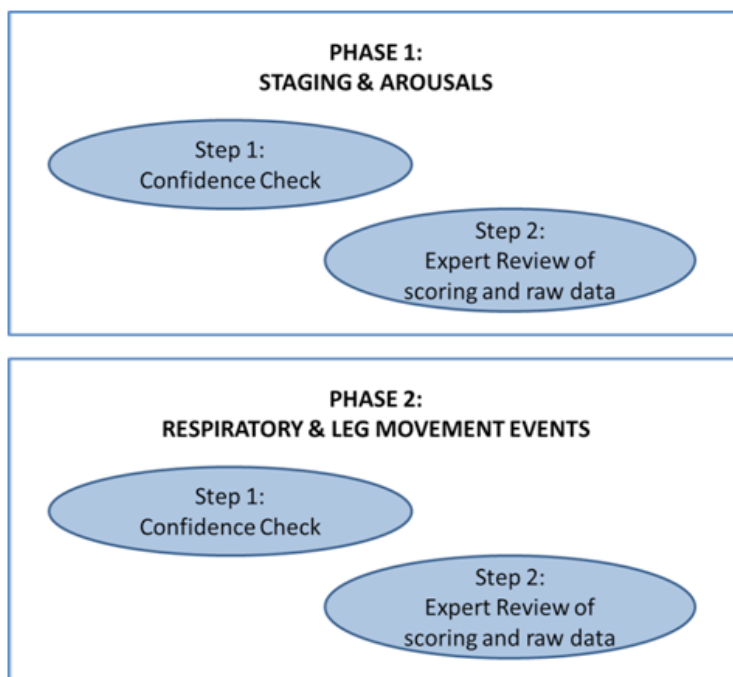 PHASE 1:
STAGING & AROUSALS
Step 1:
Confidence Check
Step 2:
Expert Review of
scoring and raw data
PHASE 2:
RESPIRATORY & LEG MOVEMENT EVENTS
Step 1:
Confidence Check
Step 2:
Expert Review of
scoring and raw data